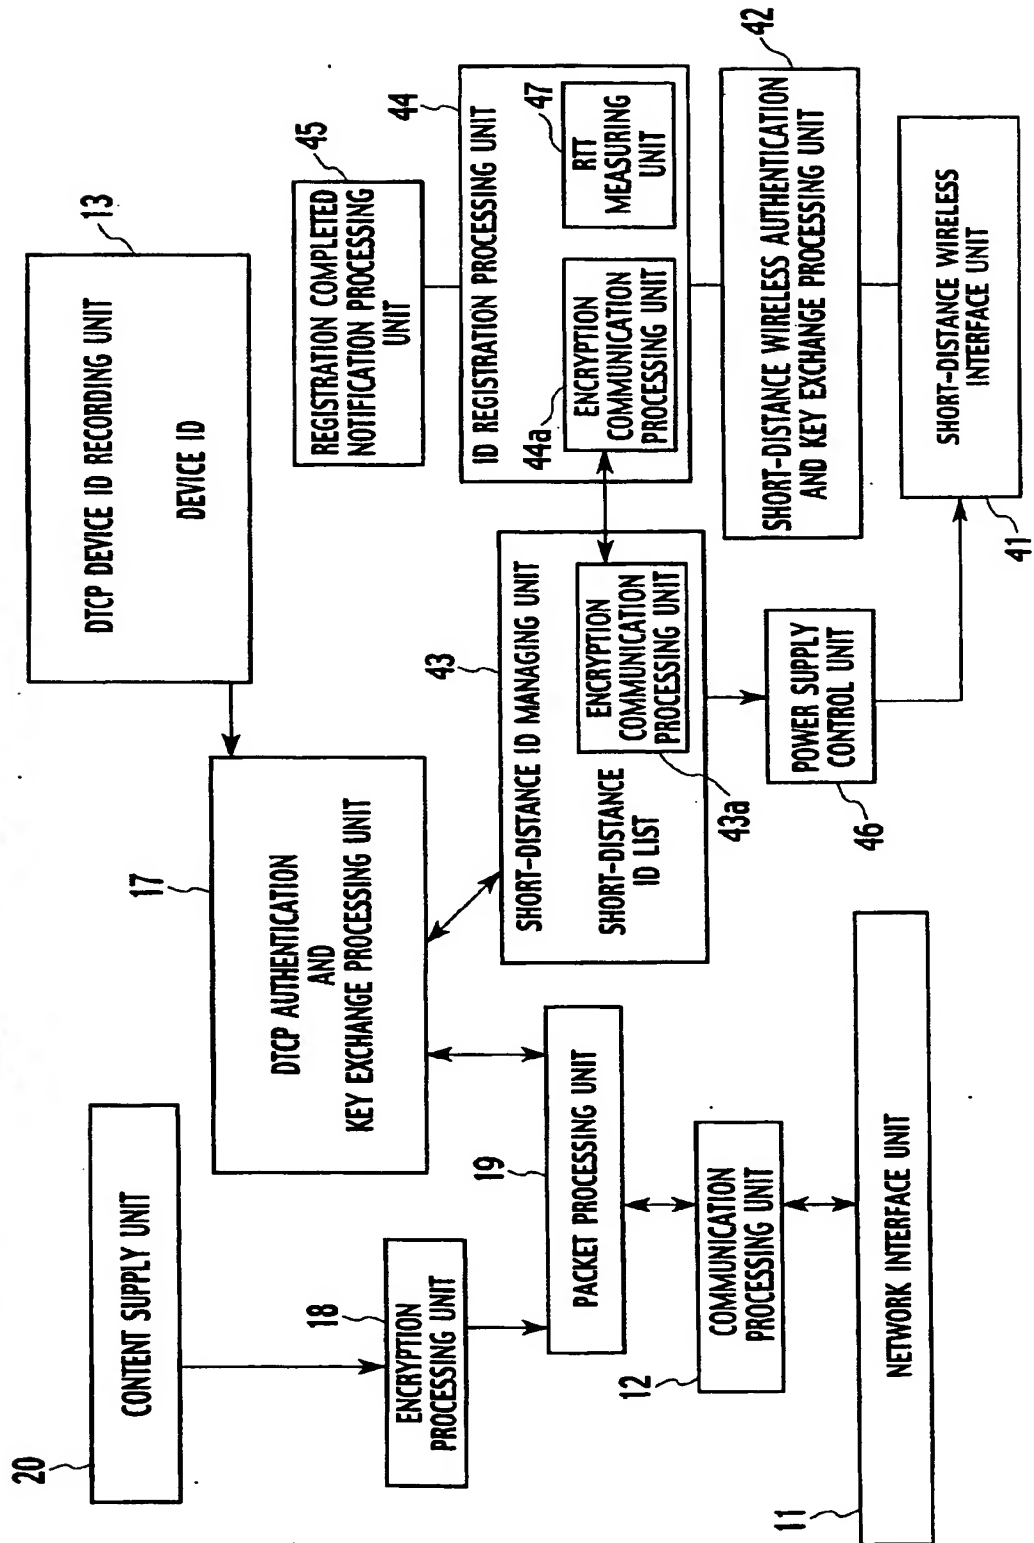 20
CONTENT SUPPLY UNIT
18
ENCRYPTION
PROCESSING UNIT
17
DTCP AUTHENTICATION
AND
KEY EXCHANGE PROCESSING UNIT
13
DTCP DEVICE ID RECORDING UNIT
DEVICE ID
19
PACKET PROCESSING UNIT
12
COMMUNICATION
PROCESSING UNIT
11
NETWORK INTERFACE UNIT
43
SHORT-DISTANCE ID MANAGING UNIT
SHORT-DISTANCE
ID LIST
ENCRYPTION
COMMUNICATION
PROCESSING UNIT
43a
POWER SUPPLY
CONTROL UNIT
46
45
REGISTRATION COMPLETED
NOTIFICATION PROCESSING
UNIT
44
ID REGISTRATION PROCESSING UNIT
44a
ENCRYPTION
COMMUNICATION
PROCESSING UNIT
47
RTT
MEASURING
UNIT
42
SHORT-DISTANCE WIRELESS AUTHENTICATION
AND KEY EXCHANGE PROCESSING UNIT
SHORT-DISTANCE WIRELESS
INTERFACE UNIT
41